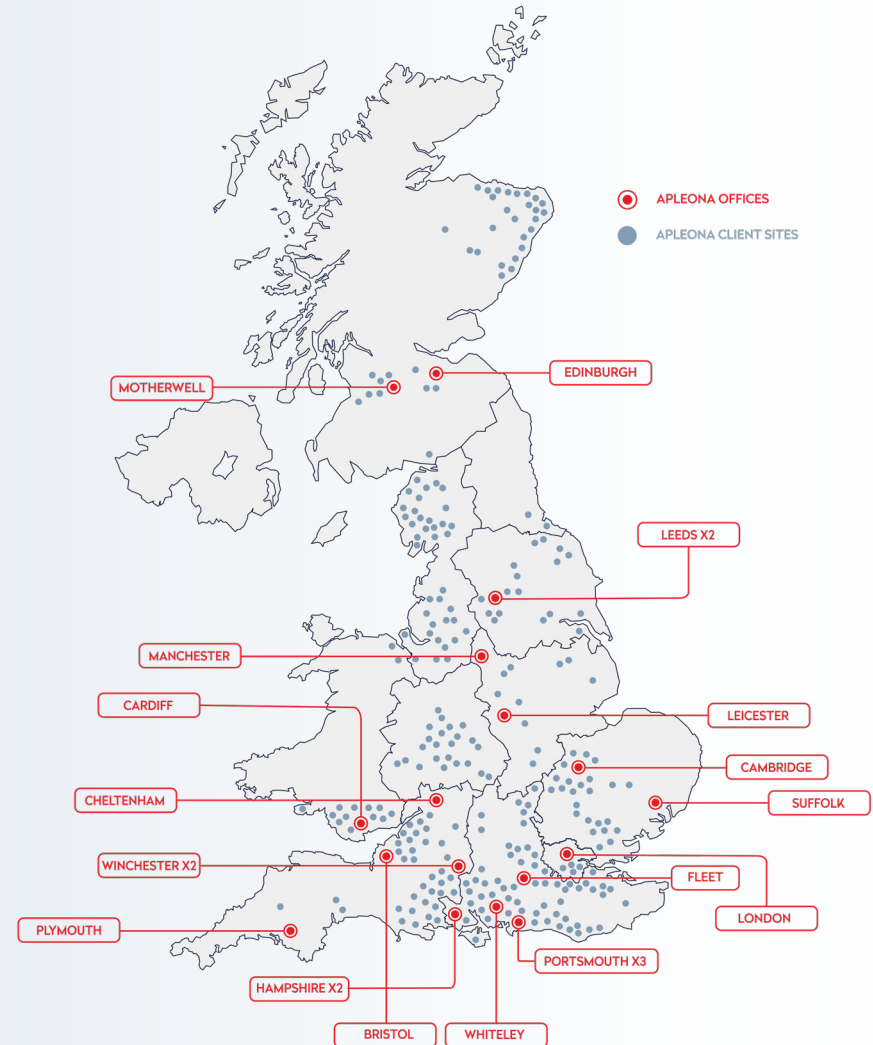 APLEONA OFFICES
APLEONA CLIENT SITES
EDINBURGH
MOTHERWELL
LEEDS X2
MANCHESTER
CARDIFF
LEICESTER
CAMBRIDGE
CHELTENHAM
SUFFOLK
WINCHESTER X2
FLEET
LONDON
PLYMOUTH
PORTSMOUTH X3
HAMPSHIRE X2
BRISTOL
WHITELEY